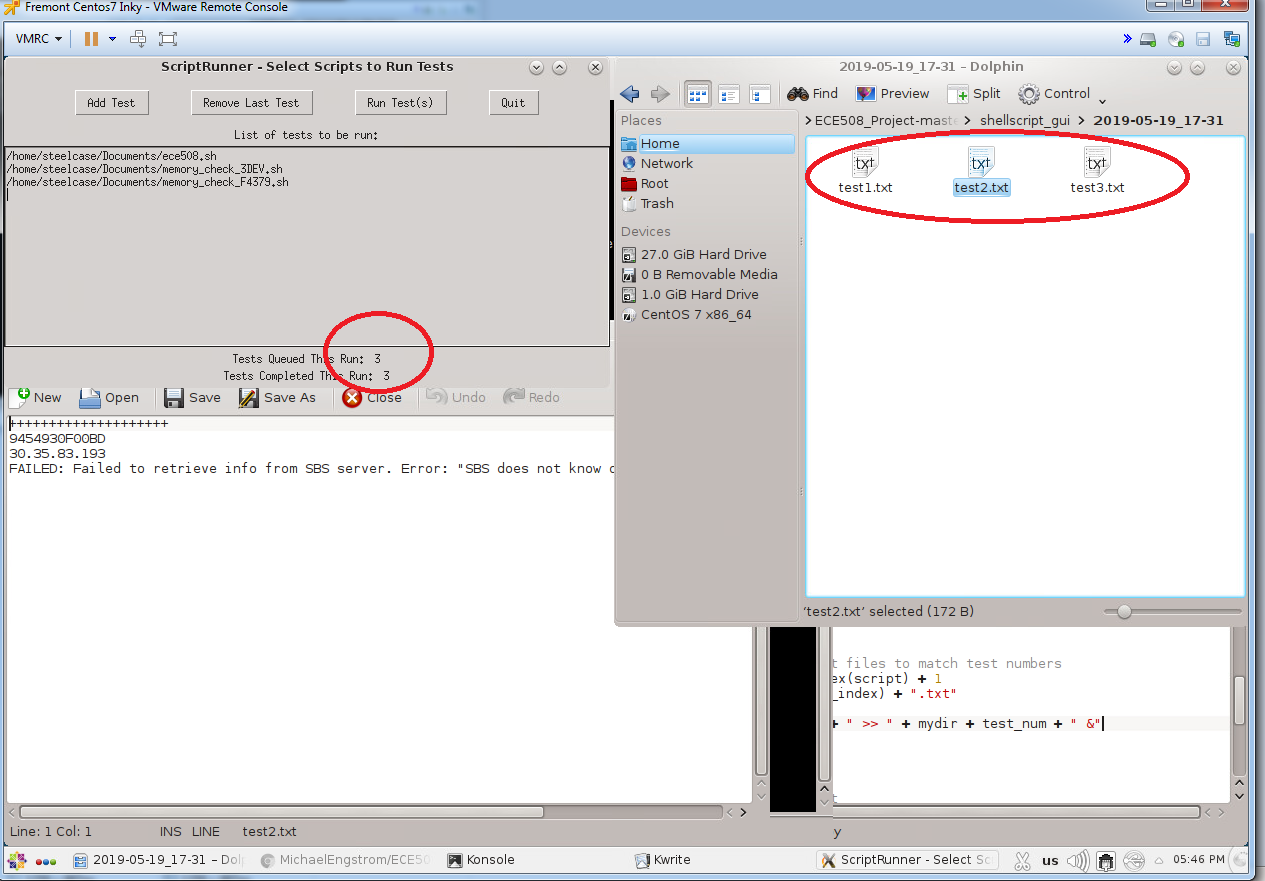 Fremont Centos7 Inky - VMware Remote Console
VMRC
ScriptRunner - Select Scripts to Run Tests
Add Test
Remove Last Test
Run Test(s)
Quit
List of tests to be run:
/home/steelcase/Documents/ece508.sh
/home/steelcase/Documents/memory_check_3DEV.sh
/home/steelcase/Documents/memory_check_F4379.sh
Tests Queued This Run: 3
Tests Completed This Run: 3
2019-05-19_17-31 – Dolphin
Find
Preview
Split
Control
Places
Home
Network
Root
Trash
Devices
27.0 GiB Hard Drive
0 B Removable Media
1.0 GiB Hard Drive
CentOS 7 x86_64
ECE508_Project-maste
shellscript_gui
2019-05-19_17-31
txt
test1.txt
txt
test2.txt
txt
test3.txt
'test2.txt' selected (172 B)
New
Open
Save
Save As
Close
Undo
Redo
++++++++++++++++++++
9454930F00BD
30.35.83.193
FAILED: Failed to retrieve info from SBS server. Error: "SBS does not know
t files to match test numbers
ex(script) + 1
_index) + ".txt"
+ " >> " + mydir + test_num + " &"
Line: 1 Col: 1
INS
LINE
test2.txt
y
2019-05-19_17-31 – Dol
MichaelEngstrom/ECE50
Konsole
Kwrite
ScriptRunner - Select Sc
us
05:46 PM